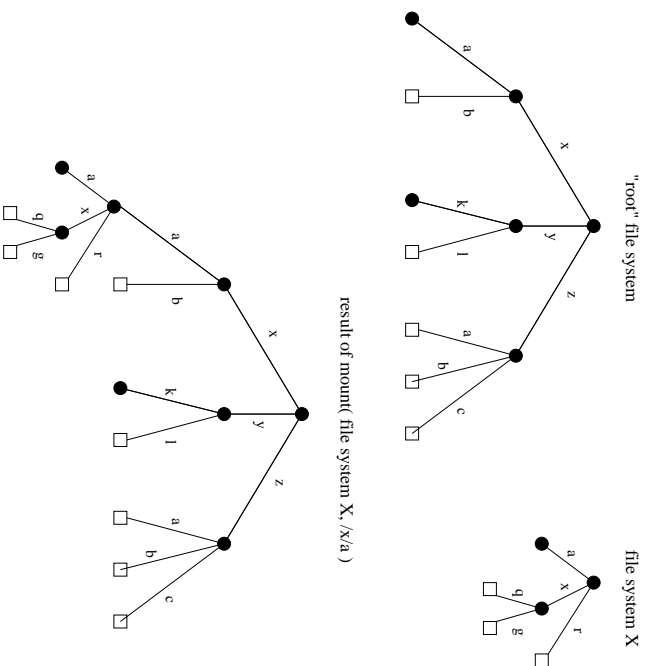 "root" file system
file system X
x
y
z
a
x
r
a
b
k
l
a
b
c
q
g
result of mount( file system X, /x/a )
x
y
z
a
b
k
l
a
b
c
a
x
r
q
g